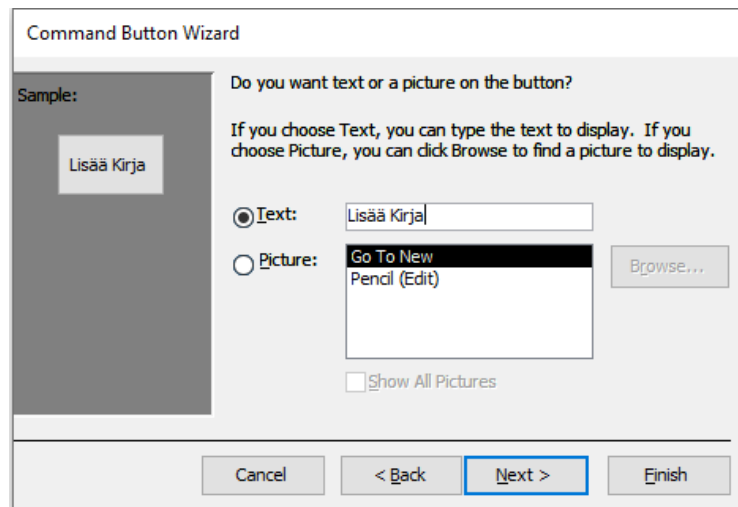 Command Button Wizard
Sample:
Lisää Kirja
Do you want text or a picture on the button?
If you choose Text, you can type the text to display.  If you
choose Picture, you can click Browse to find a picture to display.
Text:
Lisää Kirja
Picture:
Go To New
Pencil (Edit)
Browse...
Show All Pictures
Cancel
< Back
Next >
Finish